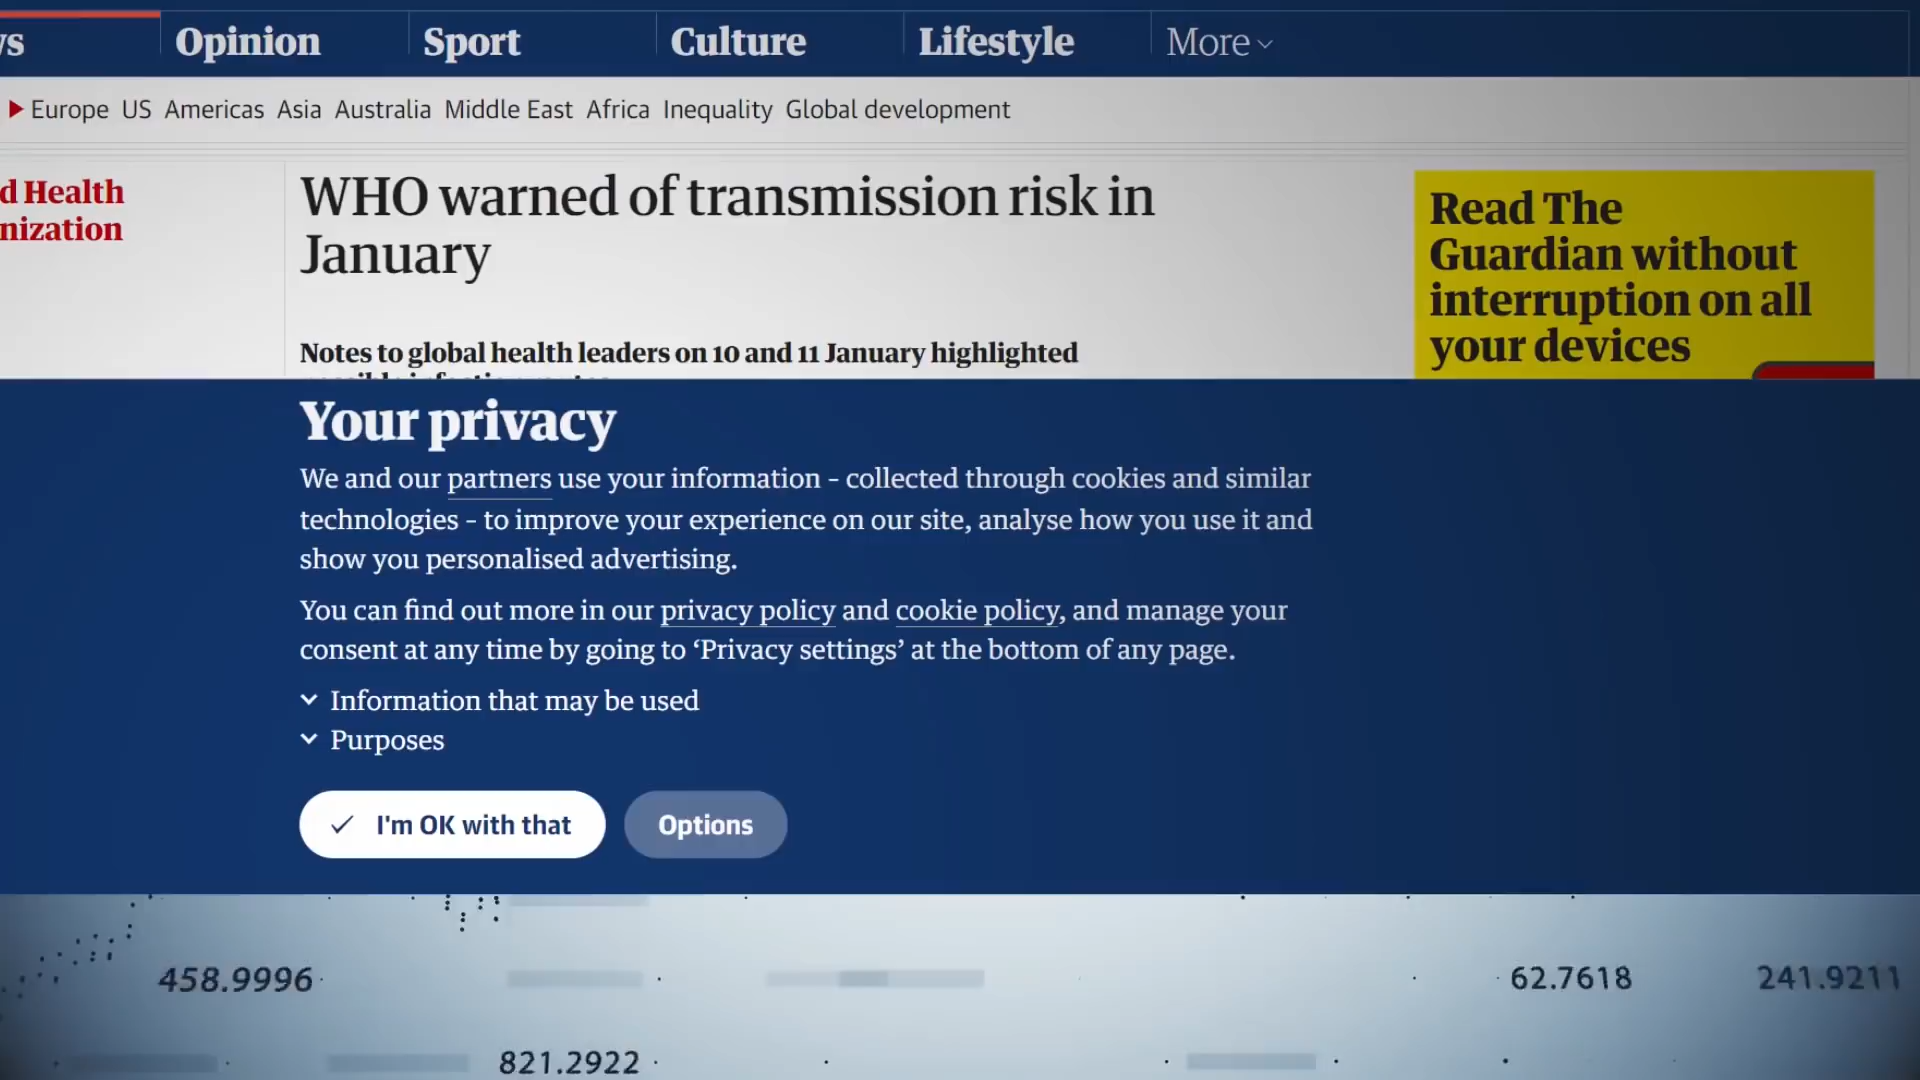 Opinion Sport Culture Lifestyle More
Europe US Americas Asia Australia Middle East Africa Inequality Global development
d Health
nization
WHO warned of transmission risk in
January
Notes to global health leaders on 10 and 11 January highlighted
Read The
Guardian without
interruption on all
your devices
Your privacy
We and our partners use your information – collected through cookies and similar
technologies – to improve your experience on our site, analyse how you use it and
show you personalised advertising.
You can find out more in our privacy policy and cookie policy, and manage your
consent at any time by going to ‘Privacy settings’ at the bottom of any page.
Information that may be used
Purposes
I'm OK with that
Options
458.9996
62.7618
241.9211
821.2922